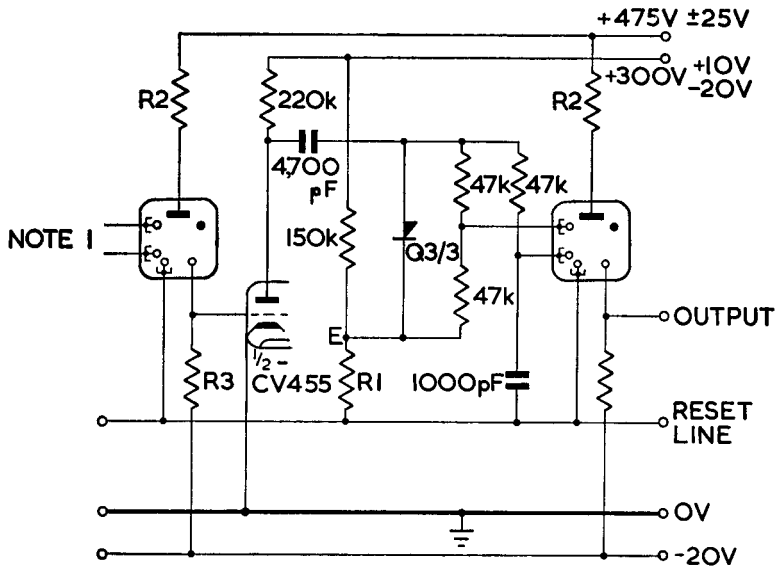 +475V ±25V
+300V +10V
-20V
R2
220k
R2
4,700
pF
47k
47k
NOTE 1
150k
Q3/3
47k
E
OUTPUT
1/2 -
CV455
R3
R1
1000pF
RESET
LINE
0V
-20V